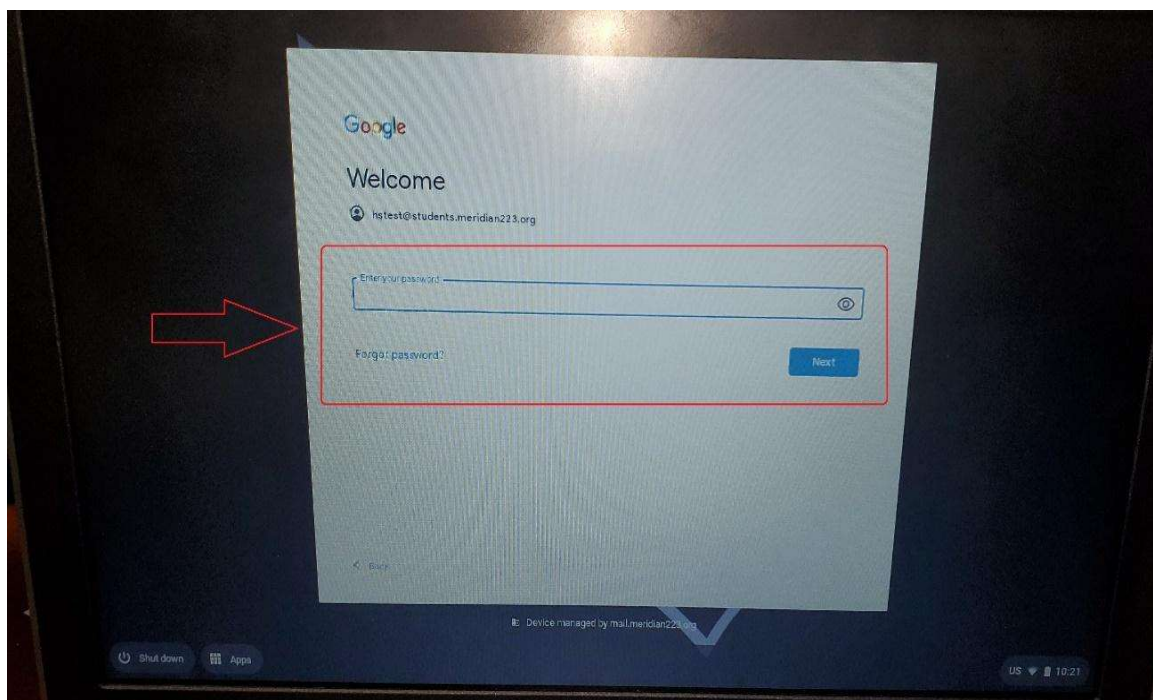 Google
Welcome
hstest@students.meridian223.org
Enter your password
Forgot password?
Next
Back
Device managed by mail.meridian223.org
Shut down
Apps
US
10:21